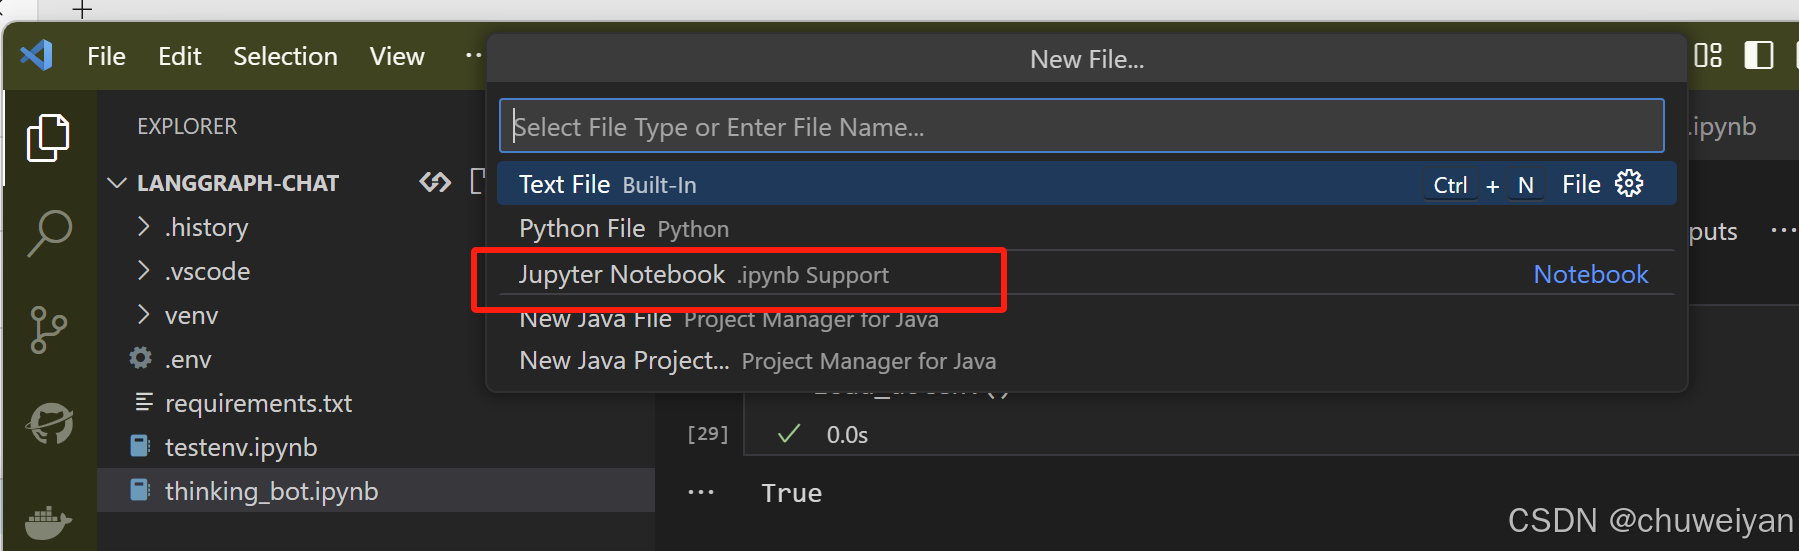 File Edit Selection View ··
New File...
Select File Type or Enter File Name...
.ipynb
EXPLORER
LANGGRAPH-CHAT
Text File Built-In Ctrl + N File
.history
Python File Python
puts ...
.vscode
Jupyter Notebook .ipynb Support Notebook
venv
New Java File Project Manager for Java
.env
New Java Project... Project Manager for Java
requirements.txt
[29] 0.0s
testenv.ipynb
thinking_bot.ipynb
... True
CSDN @chuweiyan